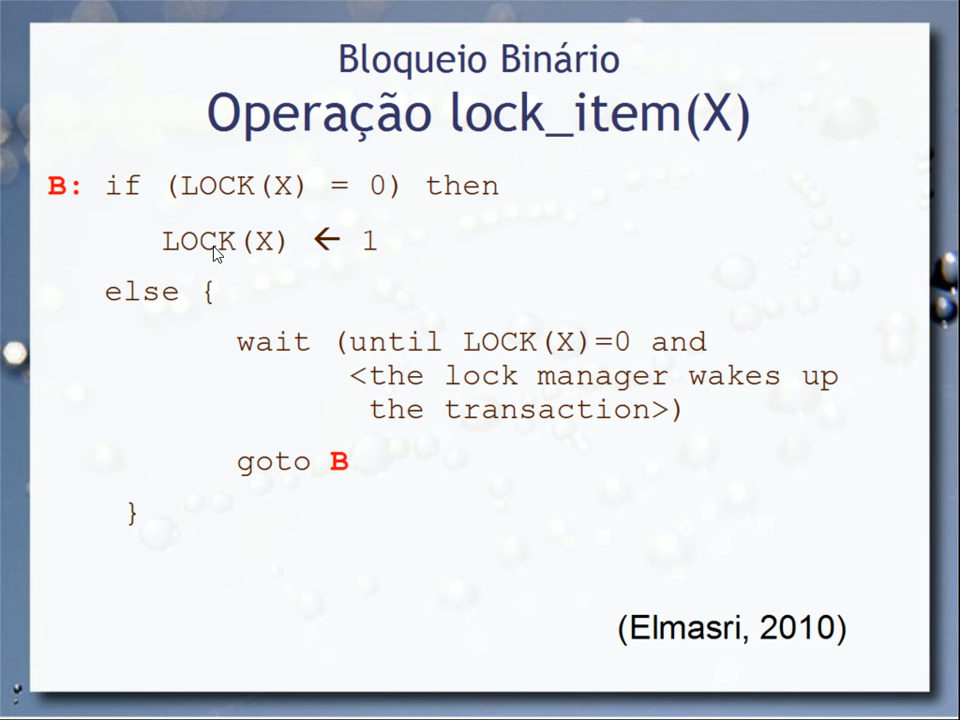 Bloqueio Binário
Operação lock_item(X)
B: if (LOCK(X) = 0) then
LOCK(X) ← 1
else {
wait (until LOCK(X)=0 and
<the lock manager wakes up
the transaction>)
goto B
}
(Elmasri, 2010)